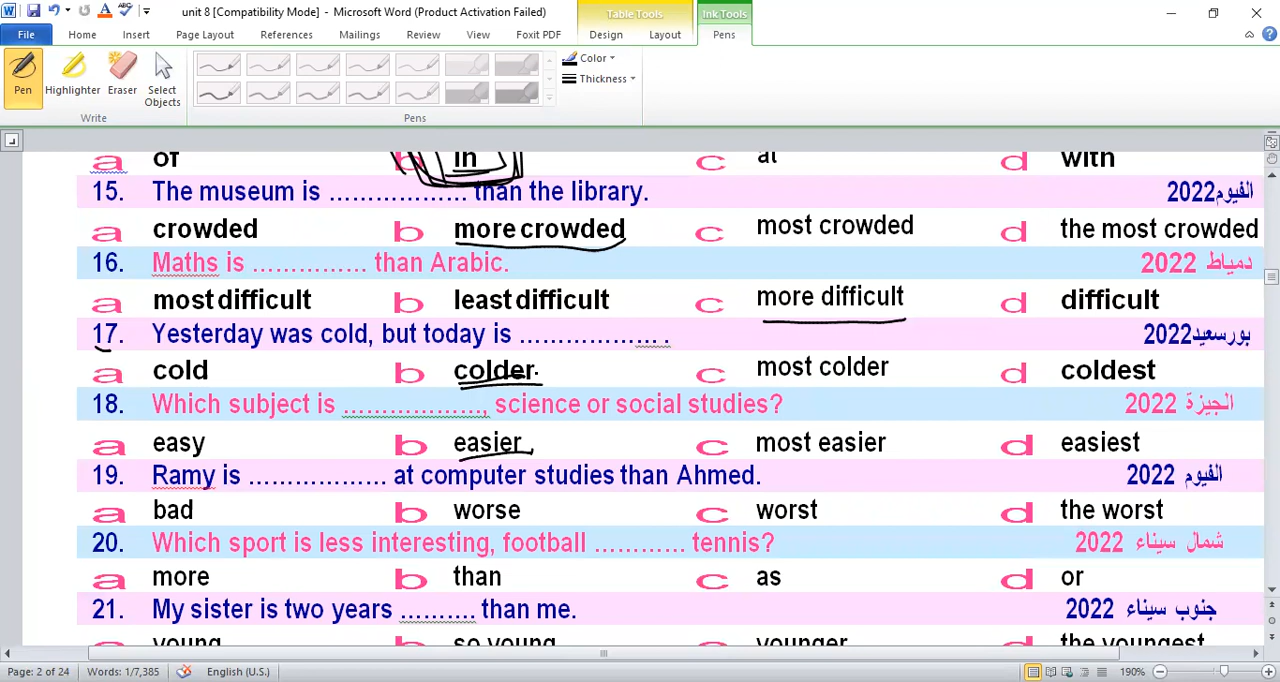 unit 8 [Compatibility Mode] - Microsoft Word (Product Activation Failed)
Table Tools
Ink Tools
File Home Insert Page Layout References Mailings Review View Foxit PDF Design Layout Pens
Pen Highlighter Eraser Select Objects
Color
Thickness
Write
Pens
a of b in c at d with
15. The museum is ……………… than the library. الفيوم2022
a crowded b more crowded c most crowded d the most crowded
16. Maths is …………… than Arabic. دمياط 2022
a most difficult b least difficult c more difficult d difficult
17. Yesterday was cold, but today is ………………… . بورسعيد2022
a cold b colder c most colder d coldest
18. Which subject is ………………, science or social studies? الجيزة 2022
a easy b easier c most easier d easiest
19. Ramy is ……………… at computer studies than Ahmed. الفيوم 2022
a bad b worse c worst d the worst
20. Which sport is less interesting, football ………… tennis? شمال سيناء 2022
a more b than c as d or
21. My sister is two years ………. than me. جنوب سيناء 2022
young so young younger the youngest
Page: 2 of 24 Words: 1/7,385 English (U.S.) 190%